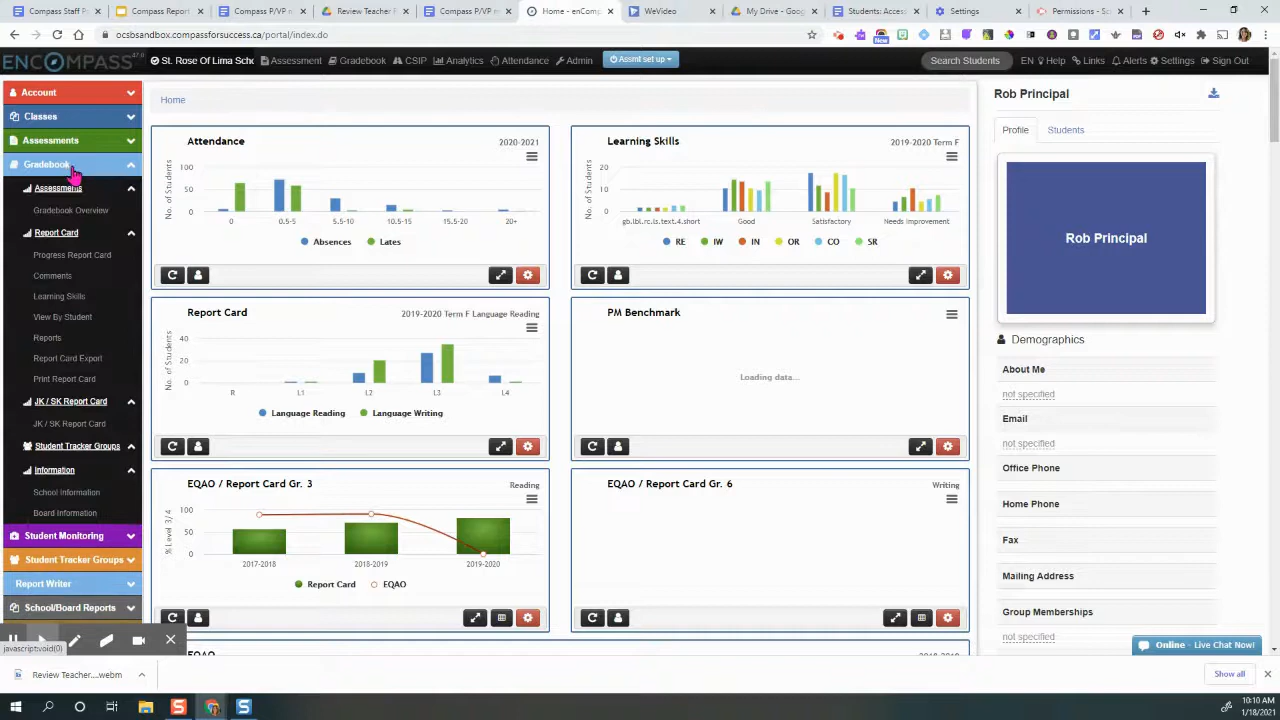 Compass Staff P...
Compass Report
Compass P/VP m
Review Teacher F
Compass P/VP m
Home - enComp
WeVideo
My Drive - Goog
Students: Access
Settings
Permissions - Sc
ocsbsandbox.compassforsuccess.ca/portal/index.do
New
ENCOMPASS
St. Rose Of Lima Scho
Assessment
Gradebook
CSIP
Analytics
Attendance
Admin
Assmt set up
Search Students
EN
Help
Links
Alerts
Settings
Sign Out
Account
Classes
Assessments
Gradebook
Assessments
Gradebook Overview
Report Card
Progress Report Card
Comments
Learning Skills
View By Student
Reports
Report Card Export
Print Report Card
JK / SK Report Card
JK / SK Report Card
Student Tracker Groups
Information
School Information
Board Information
Student Monitoring
Student Tracker Groups
Report Writer
School/Board Reports
javascript:void(0)
Home
Attendance
2020-2021
No. of Students
100
50
0
0
0.5-5
5.5-10
10.5-15
15.5-20
20+
Absences
Lates
Learning Skills
2019-2020 Term F
No. of Students
20
10
0
gb.lbl.rc.ls.text.4.short
Good
Satisfactory
Needs Improvement
RE
IW
IN
OR
CO
SR
Report Card
2019-2020 Term F Language Reading
No. of Students
40
20
0
R
L1
L2
L3
L4
Language Reading
Language Writing
PM Benchmark
Loading data...
EQAO / Report Card Gr. 3
Reading
% Level 3/4
100
50
0
2017-2018
2018-2019
2019-2020
Report Card
EQAO
EQAO / Report Card Gr. 6
Writing
EQAO
Rob Principal
Profile
Students
Rob Principal
Demographics
About Me
not specified
Email
not specified
Office Phone
Home Phone
Fax
Mailing Address
Group Memberships
not specified
Online - Live Chat Now!
Review Teacher....webm
Show all
10:10 AM
1/18/2021